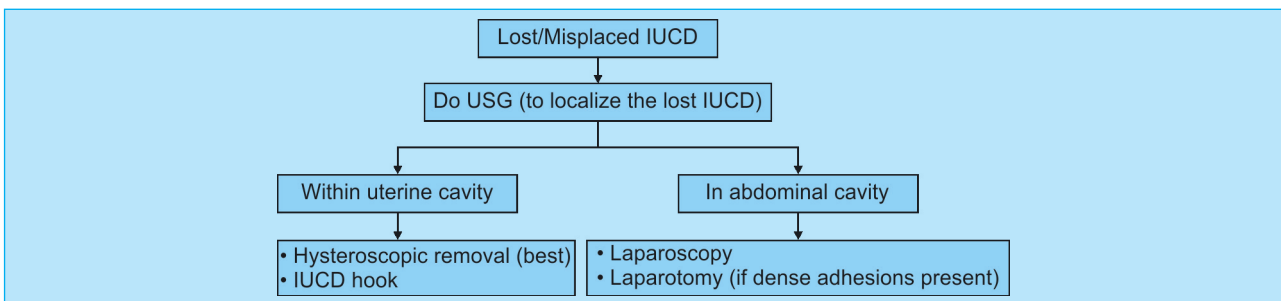 Lost/Misplaced IUCD
Do USG (to localize the lost IUCD)
Within uterine cavity
In abdominal cavity
• Hysteroscopic removal (best)
• IUCD hook
• Laparoscopy
• Laparotomy (if dense adhesions present)